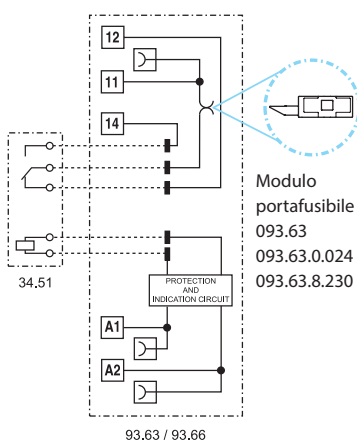 12
11
14
Modulo
portafusibile
093.63
093.63.0.024
093.63.8.230
34.51
PROTECTION
AND
INDICATION CIRCUIT
A1
A2
93.63 / 93.66